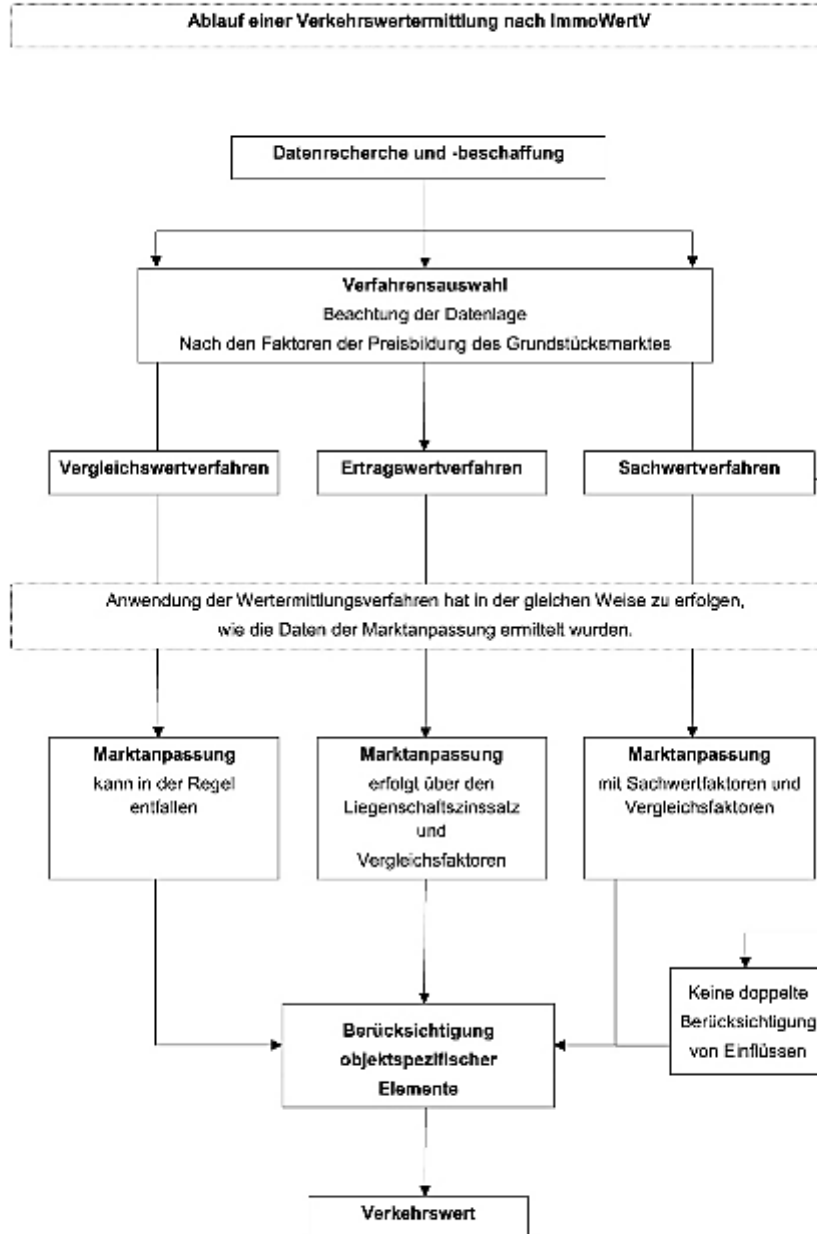 Ablauf einer Verkehrswertermittlung nach ImmoWertV
Datenrecherche und -beschaffung
Verfahrensauswahl
Beachtung der Datenlage
Nach den Faktoren der Preisbildung des Grundstücksmarktes
Vergleichswertverfahren
Ertragswertverfahren
Sachwertverfahren
Anwendung der Wertermittlungsverfahren hat in der gleichen Weise zu erfolgen,
wie die Daten der Marktanpassung ermittelt wurden.
Marktanpassung
kann in der Regel
entfallen
Marktanpassung
erfolgt über den
Liegenschaftszinssatz
und
Vergleichsfaktoren
Marktanpassung
mit Sachwertfaktoren und
Vergleichsfaktoren
Keine doppelte
Berücksichtigung
von Einflüssen
Berücksichtigung
objektspezifischer
Elemente
Verkehrswert